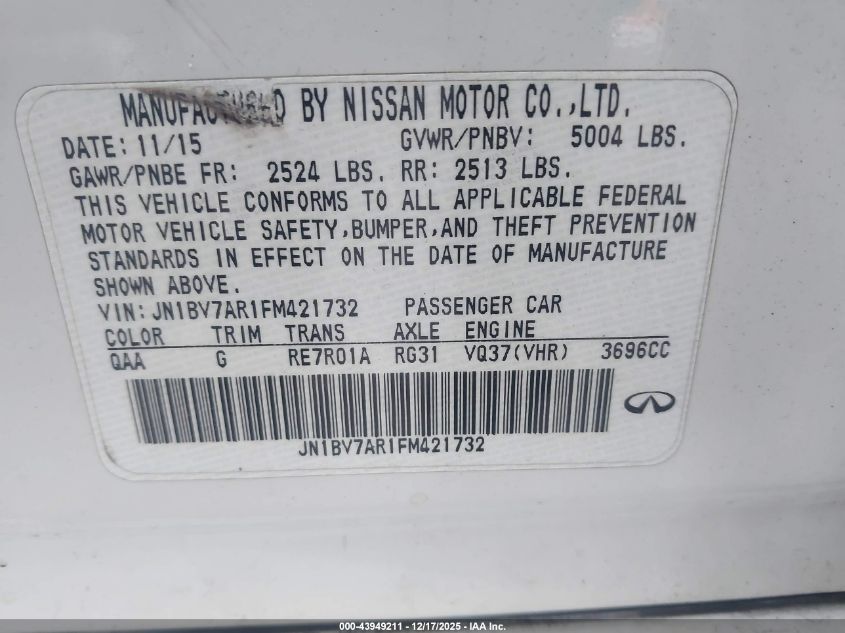 MANUFACTURED BY NISSAN MOTOR CO.,LTD.
DATE: 11/15 GVWR/PNBV: 5004 LBS.
GAWR/PNBE FR: 2524 LBS. RR: 2513 LBS.
THIS VEHICLE CONFORMS TO ALL APPLICABLE FEDERAL
MOTOR VEHICLE SAFETY,BUMPER,AND THEFT PREVENTION
STANDARDS IN EFFECT ON THE DATE OF MANUFACTURE
SHOWN ABOVE.
VIN: JN1BV7AR1FM421732 PASSENGER CAR
COLOR TRIM TRANS AXLE ENGINE
QAA G RE7R01A RG31 VQ37(VHR) 3696CC
JN1BV7AR1FM421732
000-43949211 - 12/17/2025 - IAA Inc.